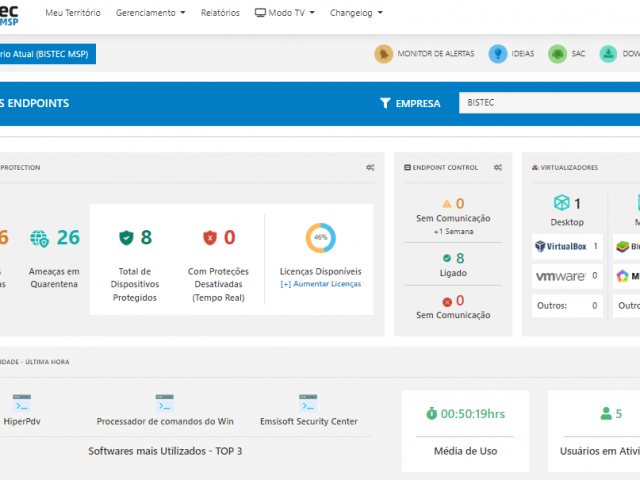 ec
MSP
Meu Território Gerenciamento Relatórios Modo TV Changelog
rio Atual (BISTEC MSP)
MONITOR DE ALERTAS IDEIAS SAC DOW
S ENDPOINTS
EMPRESA
BISTEC
PROTECTION
ENDPOINT CONTROL
VIRTUALIZADORES
6
s
as
26
Ameaças em
Quarentena
8
Total de
Dispositivos
Protegidos
0
Com Proteções
Desativadas
(Tempo Real)
46%
Licenças Disponíveis
[+] Aumentar Licenças
0
Sem Comunicação
+1 Semana
8
Ligado
0
Sem Comunicação
1
Desktop
VirtualBox 1
vmware 0
Outros: 0
M
Blu
M
Outro
IDADE - ÚLTIMA HORA
HiperPdv
Processador de comandos do Win
Emsisoft Security Center
Softwares mais Utilizados - TOP 3
00:50:19hrs
Média de Uso
5
Usuários em Ativi